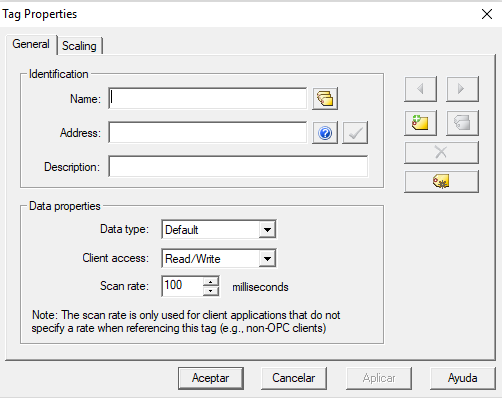 Tag Properties
General Scaling
Identification
Name:
Address:
Description:
Data properties
Data type: Default
Client access: Read/Write
Scan rate: 100 milliseconds
Note: The scan rate is only used for client applications that do not
specify a rate when referencing this tag (e.g., non-OPC clients)
Aceptar Cancelar Aplicar Ayuda